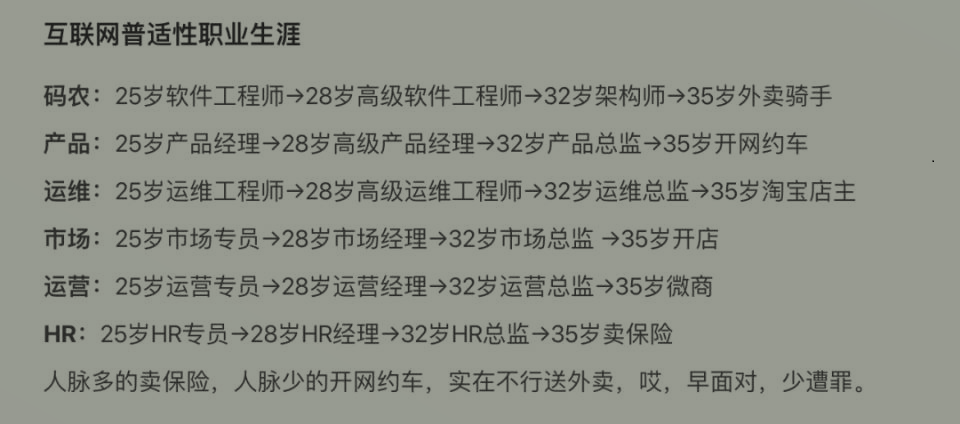 互联网普适性职业生涯
码农：25岁软件工程师→28岁高级软件工程师→32岁架构师→35岁外卖骑手
产品：25岁产品经理→28岁高级产品经理→32岁产品总监→35岁开网约车
运维：25岁运维工程师→28岁高级运维工程师→32岁运维总监→35岁淘宝店主
市场：25岁市场专员→28岁市场经理→32岁市场总监 →35岁开店
运营：25岁运营专员→28岁运营经理→32岁运营总监→35岁微商
HR：25岁HR专员→28岁HR经理→32岁HR总监→35岁卖保险
人脉多的卖保险，人脉少的开网约车，实在不行送外卖，哎，早面对，少遭罪。